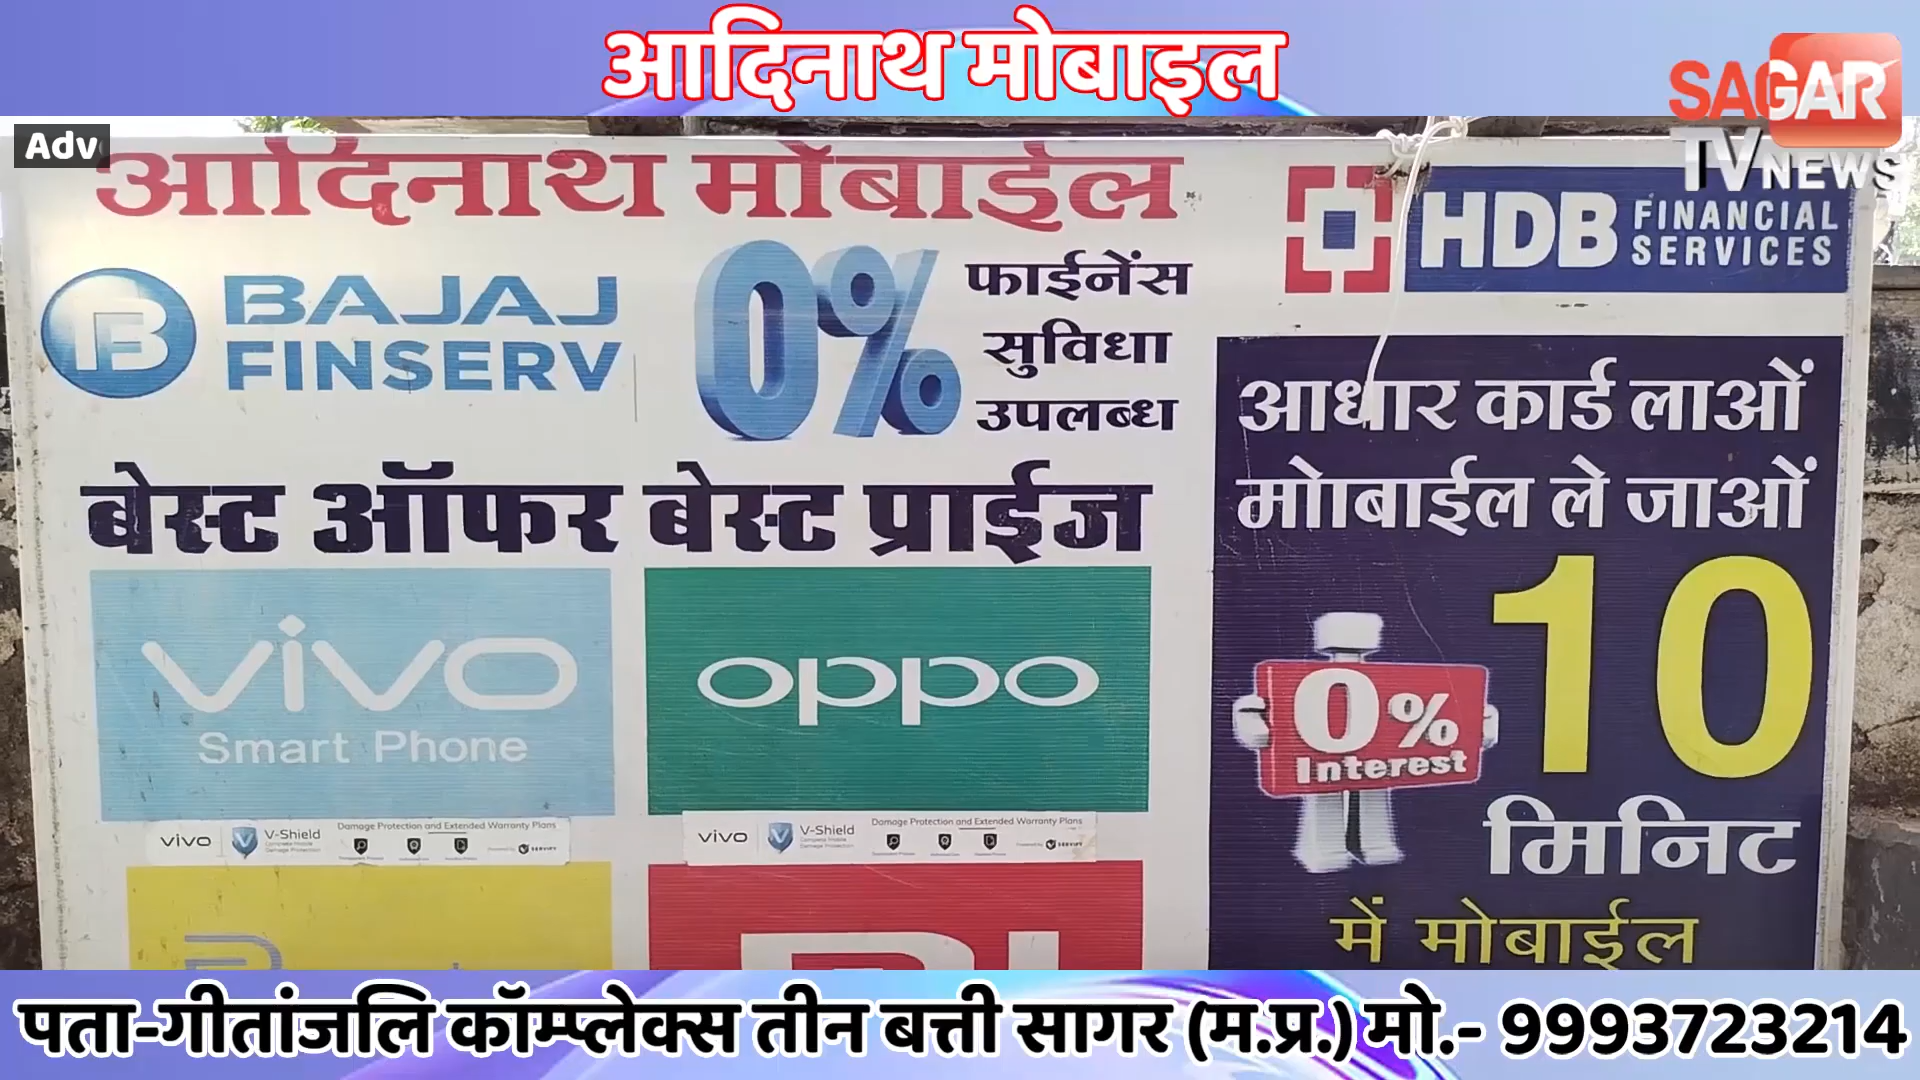 आदिनाथ मोबाइल
SAGAR
TV NEWS
Adv
आदिनाथ मोंबाईल
HDB FINANCIAL SERVICES
BAJAJ
FINSERV
0%
फाईनेंस
सुविधा
उपलब्ध
आधार कार्ड लाओं
मोबाईल ले जाओं
10
मिनिट
में मोबाईल
0%
Interest
बेस्ट ऑफर बेस्ट प्राईज
vivo
Smart Phone
oppo
vivo V-Shield Damage Protection and Extended Warranty Plans
vivo V-Shield Damage Protection and Extended Warranty Plans
पता-गीतांजलि कॉम्प्लेक्स तीन बत्ती सागर (म.प्र.) मो.- 9993723214